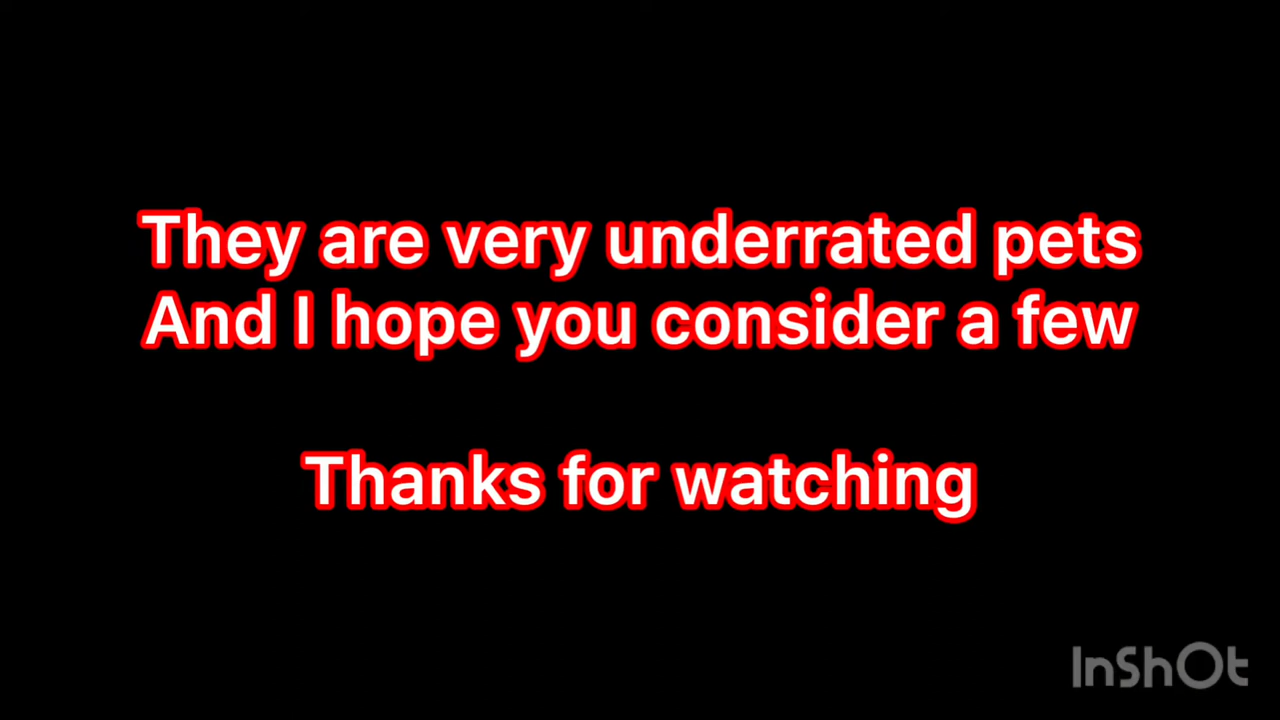 They are very underrated pets
And I hope you consider a few
Thanks for watching
InShOt